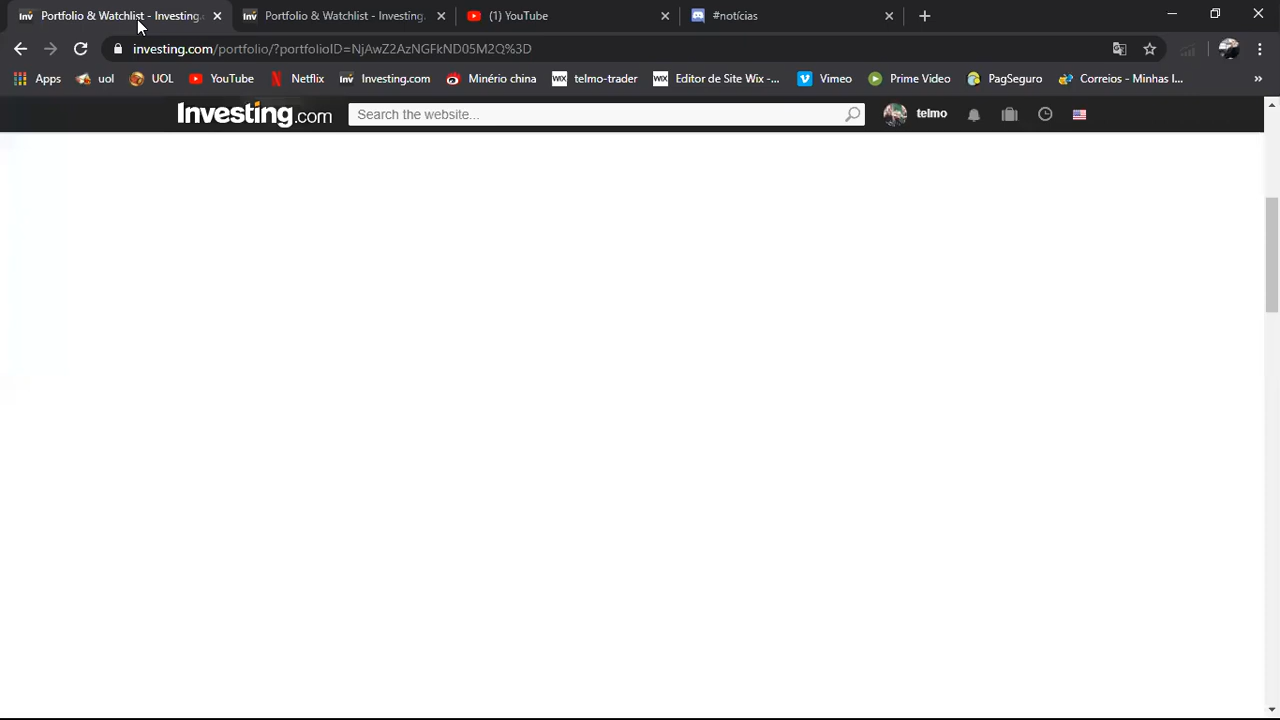 Portfolio & Watchlist - Investing.
Portfolio & Watchlist - Investing.
(1) YouTube
#notícias
investing.com/portfolio/?portfolioID=NjAwZ2AzNGFkND05M2Q%3D
Apps
uol
UOL
YouTube
Netflix
Investing.com
Minério china
telmo-trader
Editor de Site Wix -...
Vimeo
Prime Video
PagSeguro
Correios - Minhas I...
Investing.com
Search the website...
telmo